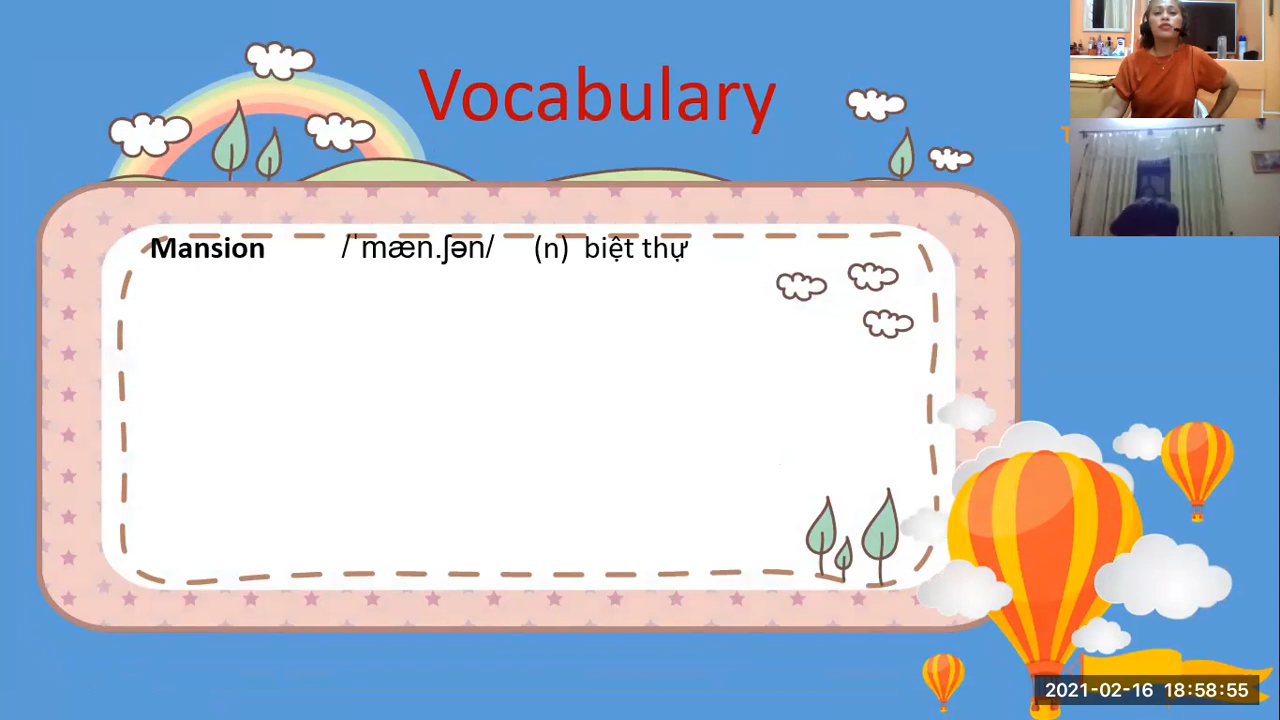 Vocabulary
Mansion /ˈmæn.ʃən/ (n) biệt thự
2021-02-16 18:58:55